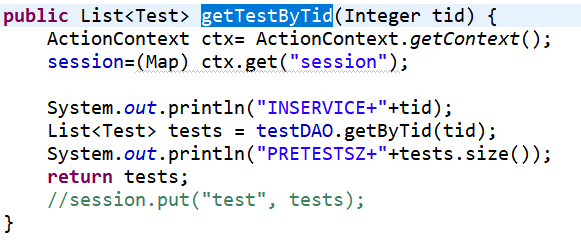 public List<Test> getTestByTid(Integer tid) {
ActionContext ctx= ActionContext.getContext();
session=(Map) ctx.get("session");
System.out.println("INSERVICE+"+tid);
List<Test> tests = testDAO.getByTid(tid);
System.out.println("PRETESTSZ+"+tests.size());
return tests;
//session.put("test", tests);
}